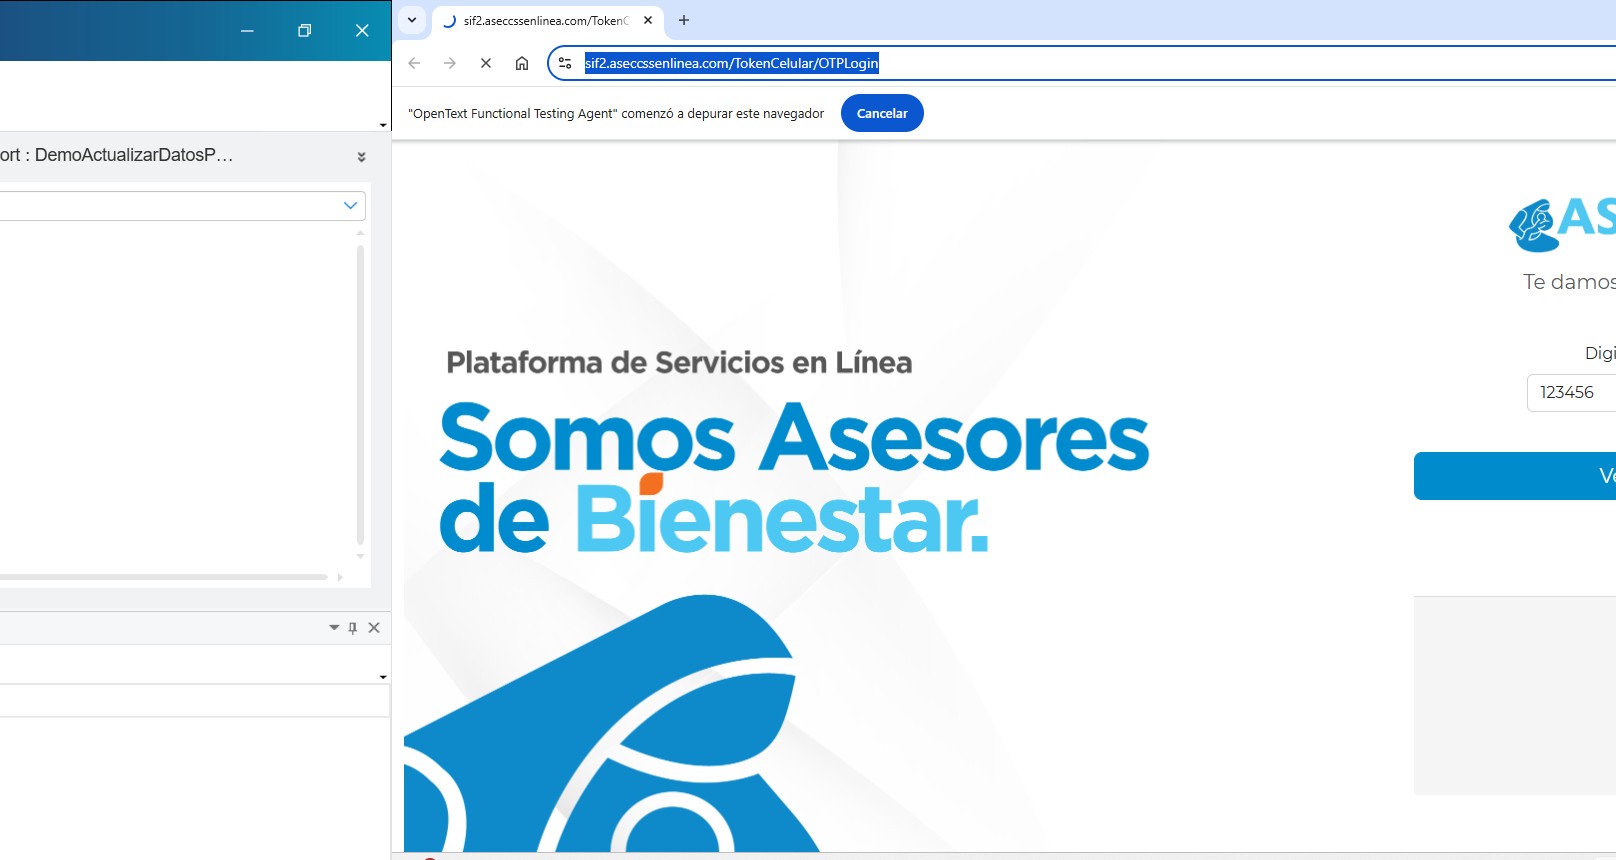 sif2.aseccssenlinea.com/TokenC
sif2.aseccssenlinea.com/TokenCelular/OTPLogin
"OpenText Functional Testing Agent" comenzó a depurar este navegador
Cancelar
ort : DemoActualizarDatosP...
AS
Te damos
Digi
123456
Ve
Plataforma de Servicios en Línea
Somos Asesores
de Bienestar.